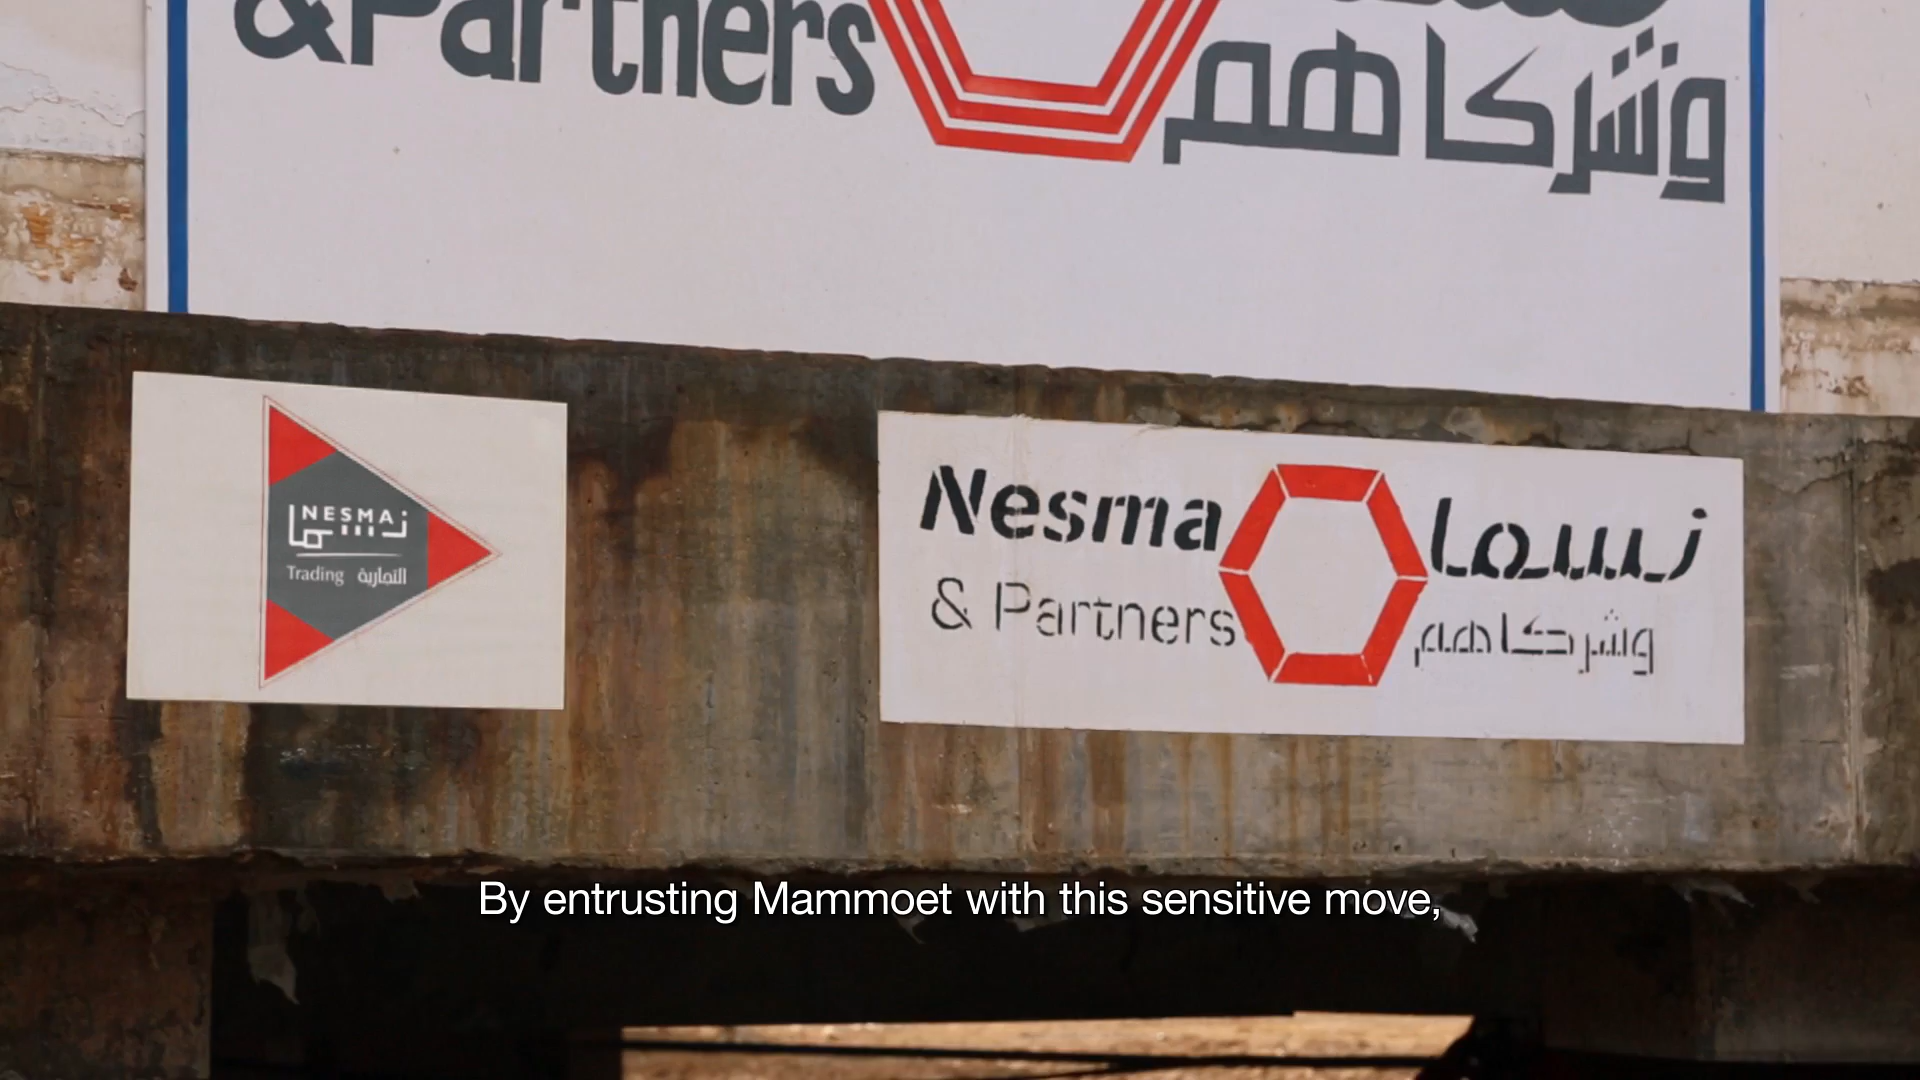 &Partners
وشركاهم
NESMA نسما
Trading التجارية
Nesma نسما
& Partners وشركاهم
By entrusting Mammoet with this sensitive move,